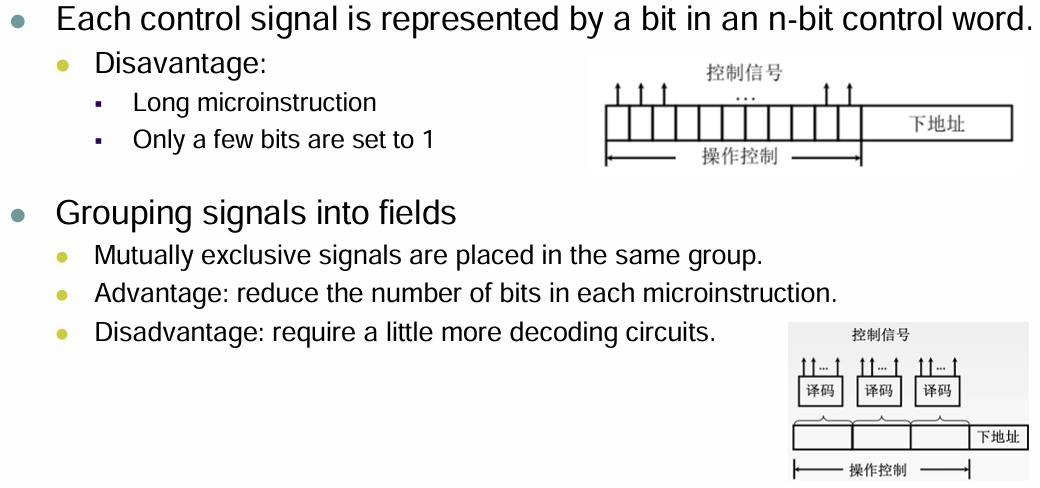 Each control signal is represented by a bit in an n-bit control word.
Disavantage:
Long microinstruction
Only a few bits are set to 1
控制信号
...
下地址
操作控制
Grouping signals into fields
Mutually exclusive signals are placed in the same group.
Advantage: reduce the number of bits in each microinstruction.
Disadvantage: require a little more decoding circuits.
控制信号
... ... ...
译码 译码 译码
下地址
操作控制